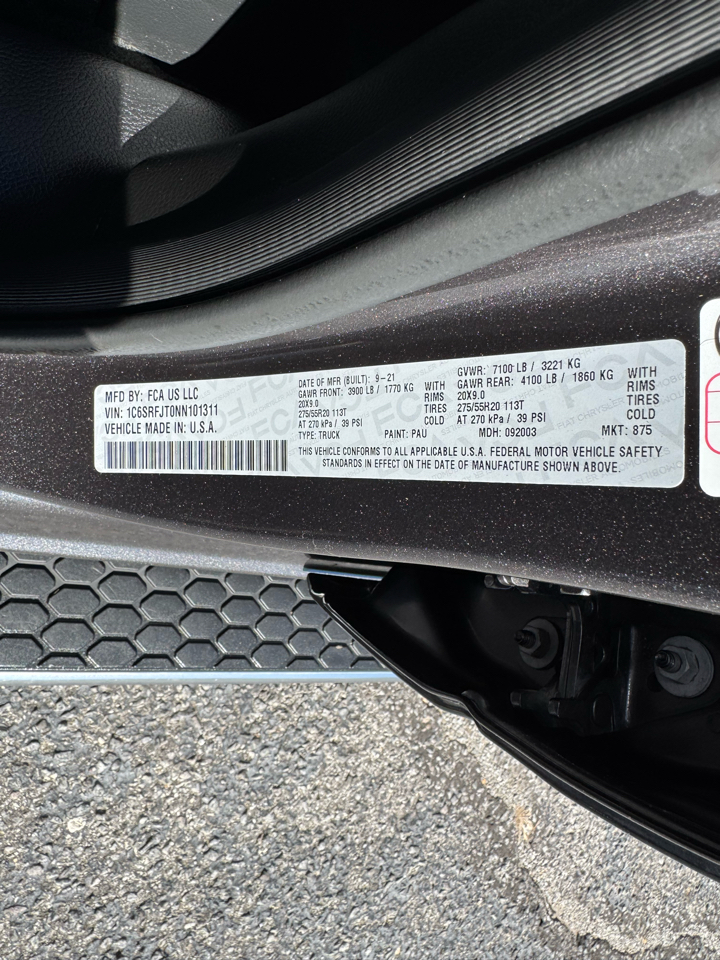 MFD BY: FCA US LLC
VIN: 1C6SRFJT0NN101311
VEHICLE MADE IN: U.S.A.
DATE OF MFR (BUILT): 9-21
GAWR FRONT: 3900 LB / 1770 KG WITH
20X9.0 RIMS
275/55R20 113T TIRES
AT 270 kPa / 39 PSI COLD
TYPE: TRUCK PAINT: PAU
GVWR: 7100 LB / 3221 KG
GAWR REAR: 4100 LB / 1860 KG WITH
20X9.0 RIMS
275/55R20 113T TIRES
AT 270 kPa / 39 PSI COLD
MDH: 092003 MKT: 875
THIS VEHICLE CONFORMS TO ALL APPLICABLE U.S.A. FEDERAL MOTOR VEHICLE SAFETY
STANDARDS IN EFFECT ON THE DATE OF MANUFACTURE SHOWN ABOVE.